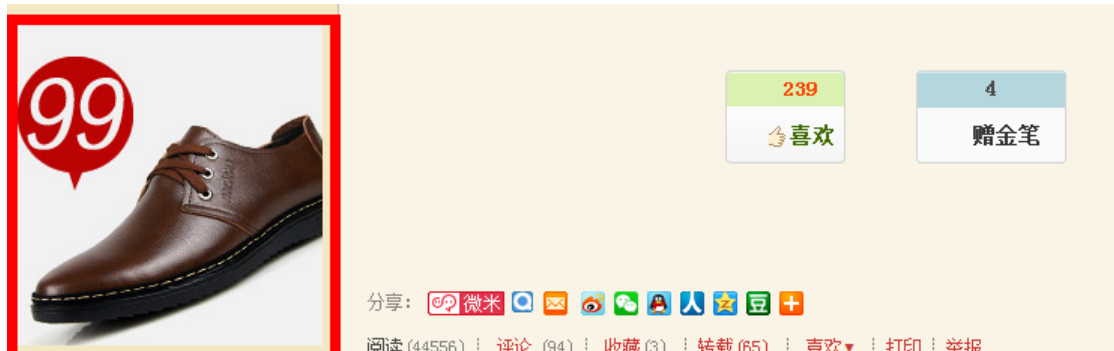 99
239
喜欢
4
赠金笔
分享：
微米
豆
阅读(44556) ┆ 评论 (94) ┆ 收藏(3) ┆ 转载(65) ┆ 喜欢▼ ┆ 打印 ┆ 举报